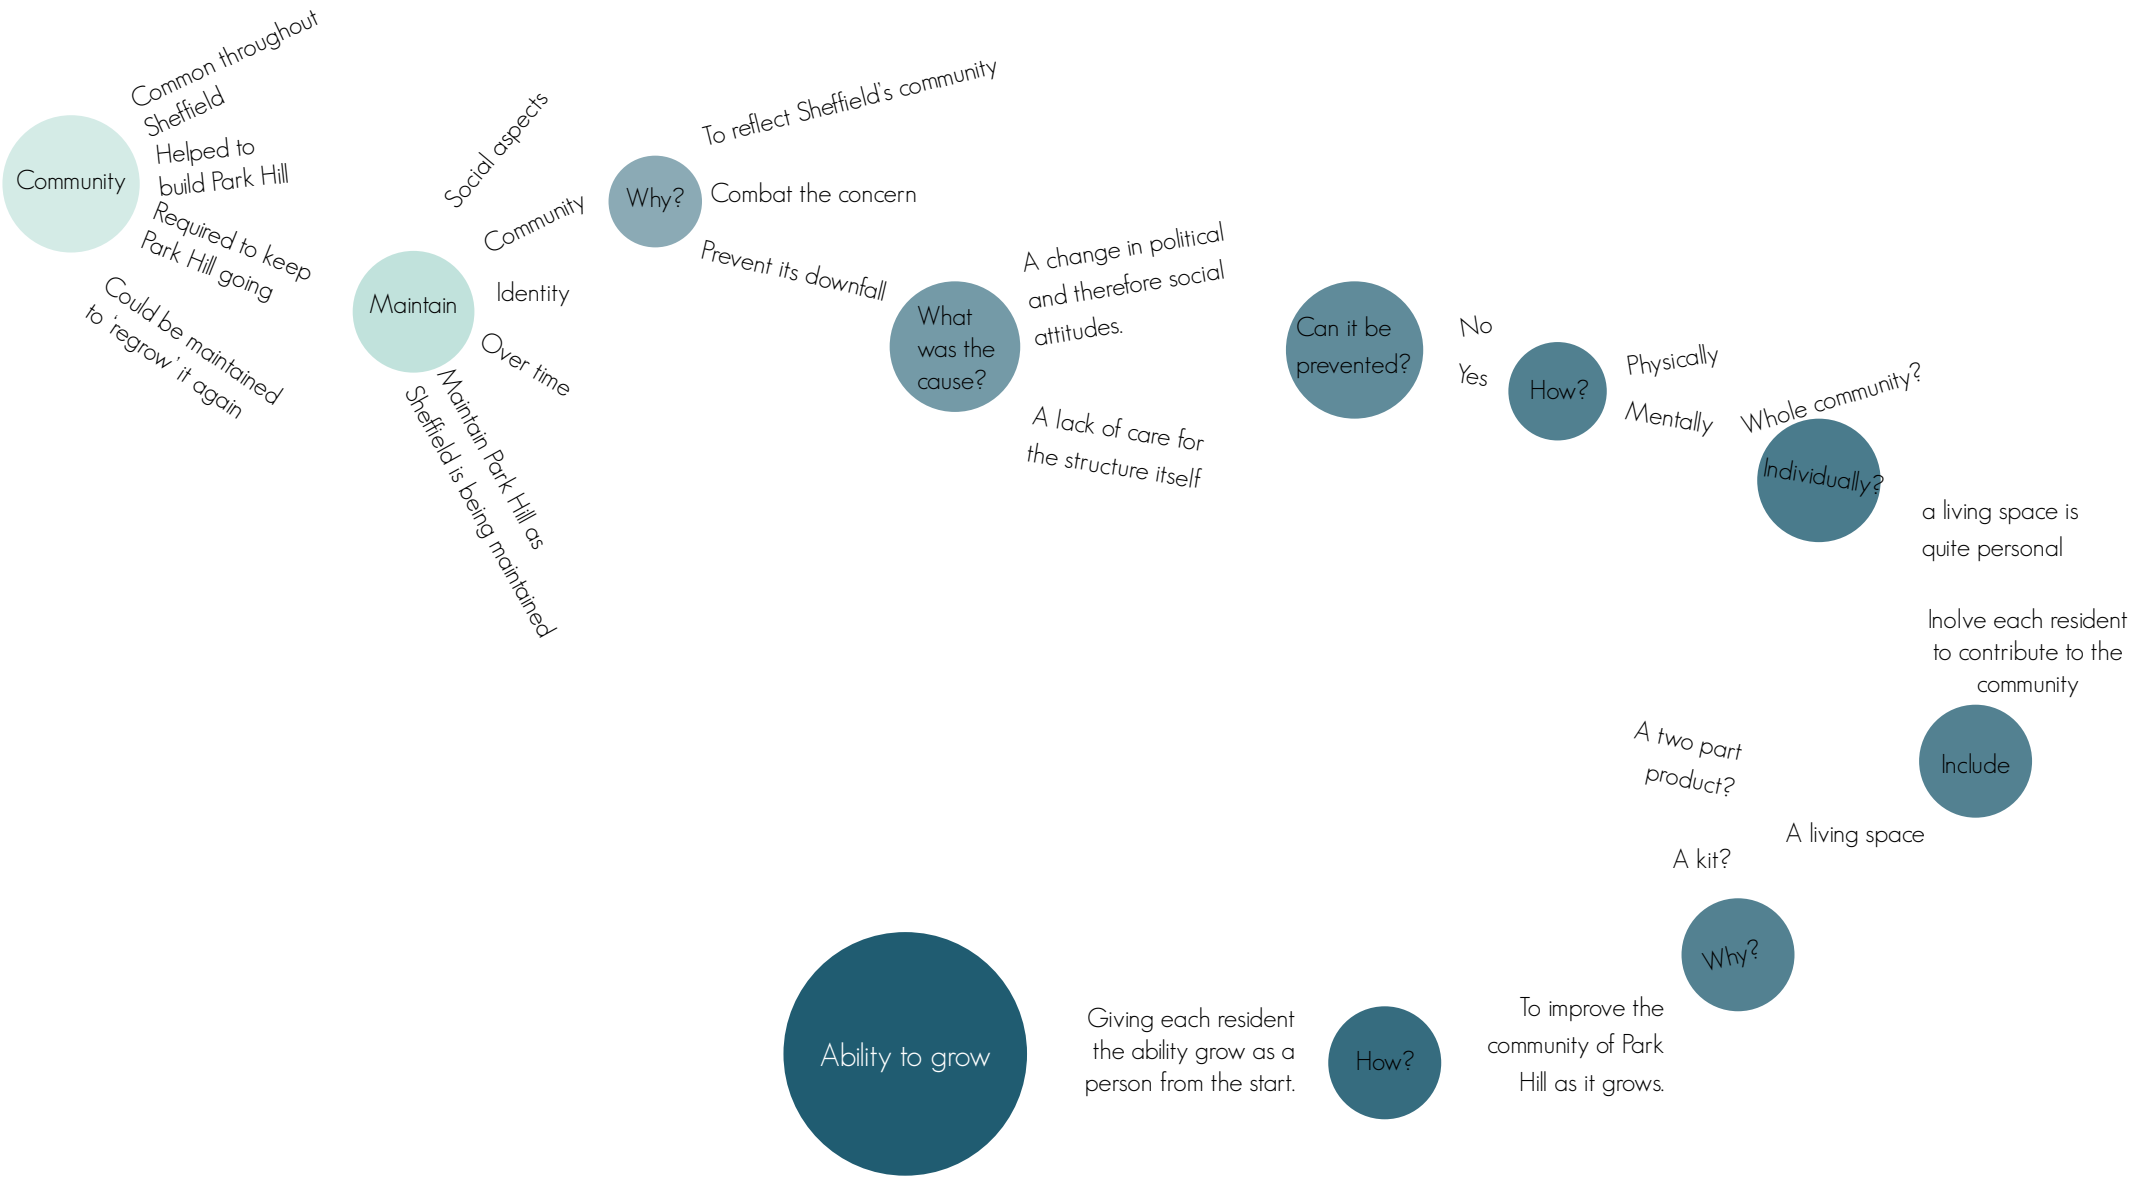 Community
Common throughout
Sheffield
Helped to
build Park Hill
Required to keep
Park Hill going
Could be maintained
to 'regrow' it again
Maintain
Social aspects
Community
Identity
Over time
Maintain Park Hill as
Sheffield is being maintained
Why?
To reflect Sheffield's community
Combat the concern
Prevent its downfall
What
was the
cause?
A change in political
and therefore social
attitudes.
A lack of care for
the structure itself
Can it be
prevented?
No
Yes
How?
Physically
Mentally
Whole community?
Individually?
a living space is
quite personal
Inolve each resident
to contribute to the
community
Include
A living space
A two part
product?
A kit?
Why?
To improve the
community of Park
Hill as it grows.
How?
Giving each resident
the ability grow as a
person from the start.
Ability to grow